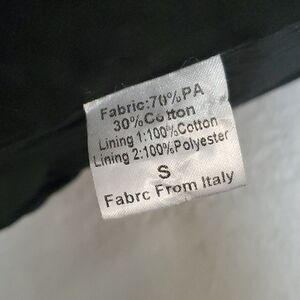 Fabric:70%PA
30%Cotton
Lining 1:100%Cotton
Lining 2:100%Polyester
S
Fabrc From Italy